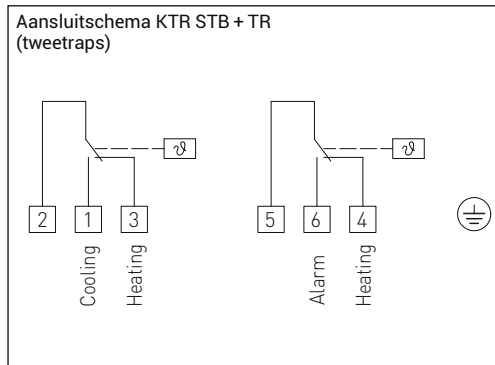 Aansluitschema KTR STB + TR
(tweetraps)
ϑ
ϑ
2 1 3
5 6 4
Cooling
Heating
Alarm
Heating